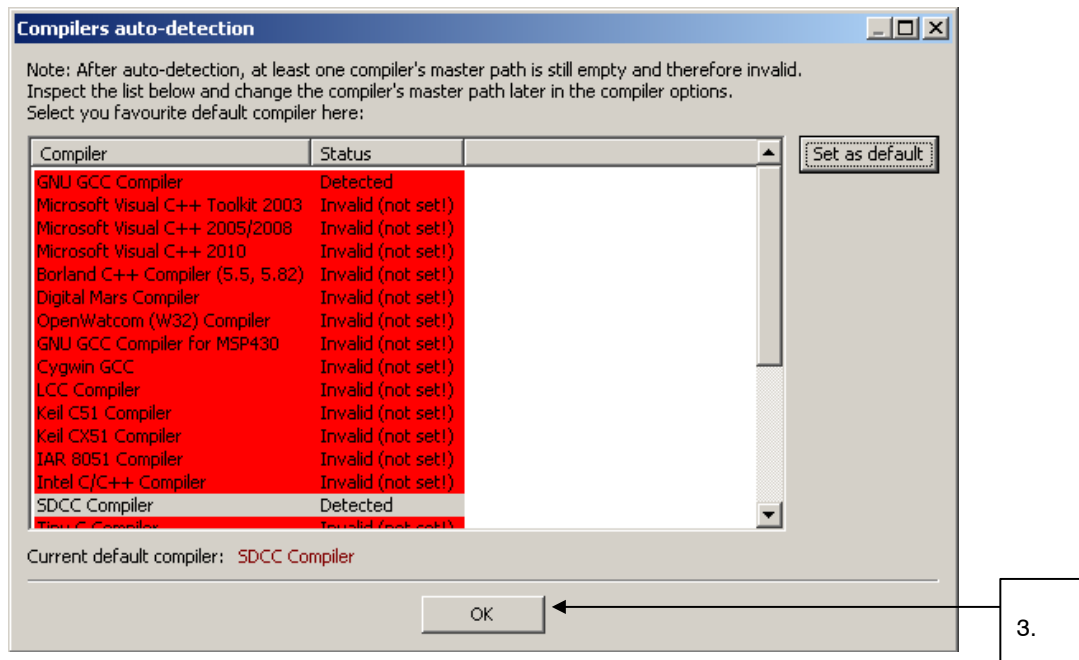 Compilers auto-detection
Note: After auto-detection, at least one compiler's master path is still empty and therefore invalid.
Inspect the list below and change the compiler's master path later in the compiler options.
Select you favourite default compiler here:
Compiler Status
Set as default
GNU GCC Compiler Detected
Microsoft Visual C++ Toolkit 2003 Invalid (not set!)
Microsoft Visual C++ 2005/2008 Invalid (not set!)
Microsoft Visual C++ 2010 Invalid (not set!)
Borland C++ Compiler (5.5, 5.82) Invalid (not set!)
Digital Mars Compiler Invalid (not set!)
OpenWatcom (W32) Compiler Invalid (not set!)
GNU GCC Compiler for MSP430 Invalid (not set!)
Cygwin GCC Invalid (not set!)
LCC Compiler Invalid (not set!)
Keil C51 Compiler Invalid (not set!)
Keil CX51 Compiler Invalid (not set!)
IAR 8051 Compiler Invalid (not set!)
Intel C/C++ Compiler Invalid (not set!)
SDCC Compiler Detected
Tiny C Compiler Invalid (not set!)
Current default compiler: SDCC Compiler
OK
3.